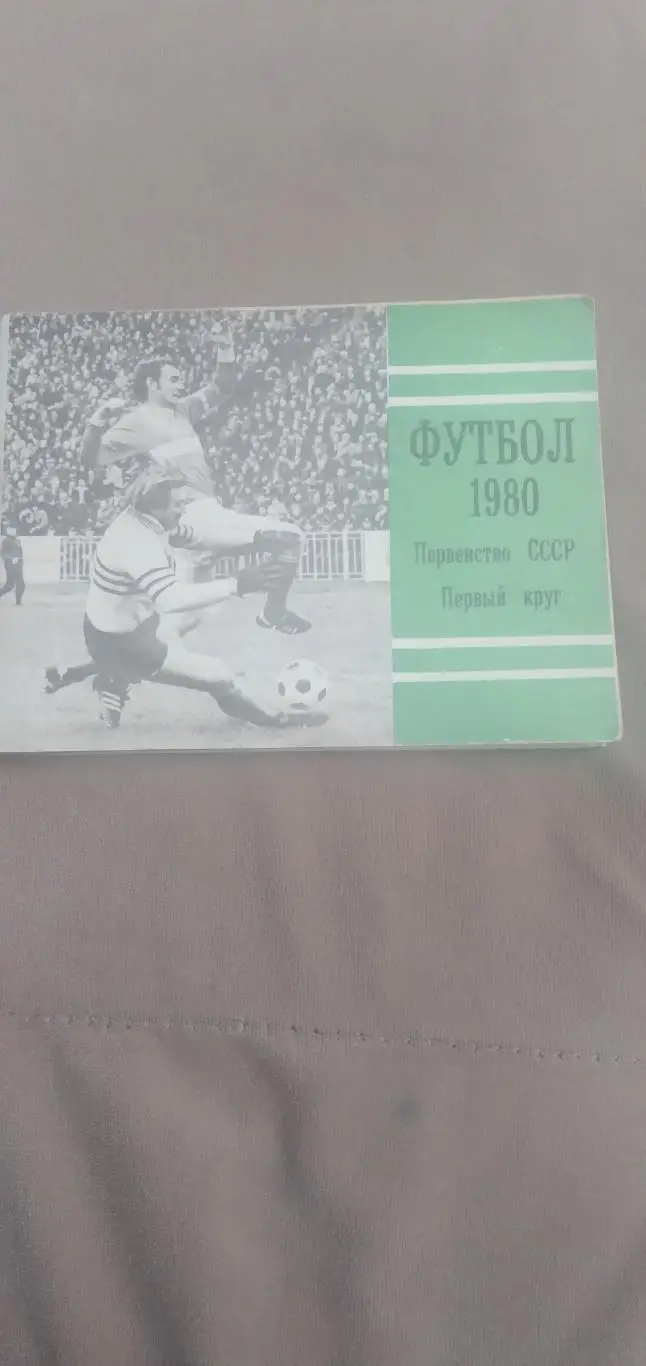 ФУТБОЛ
1980
Первенство СССР
Первый круг